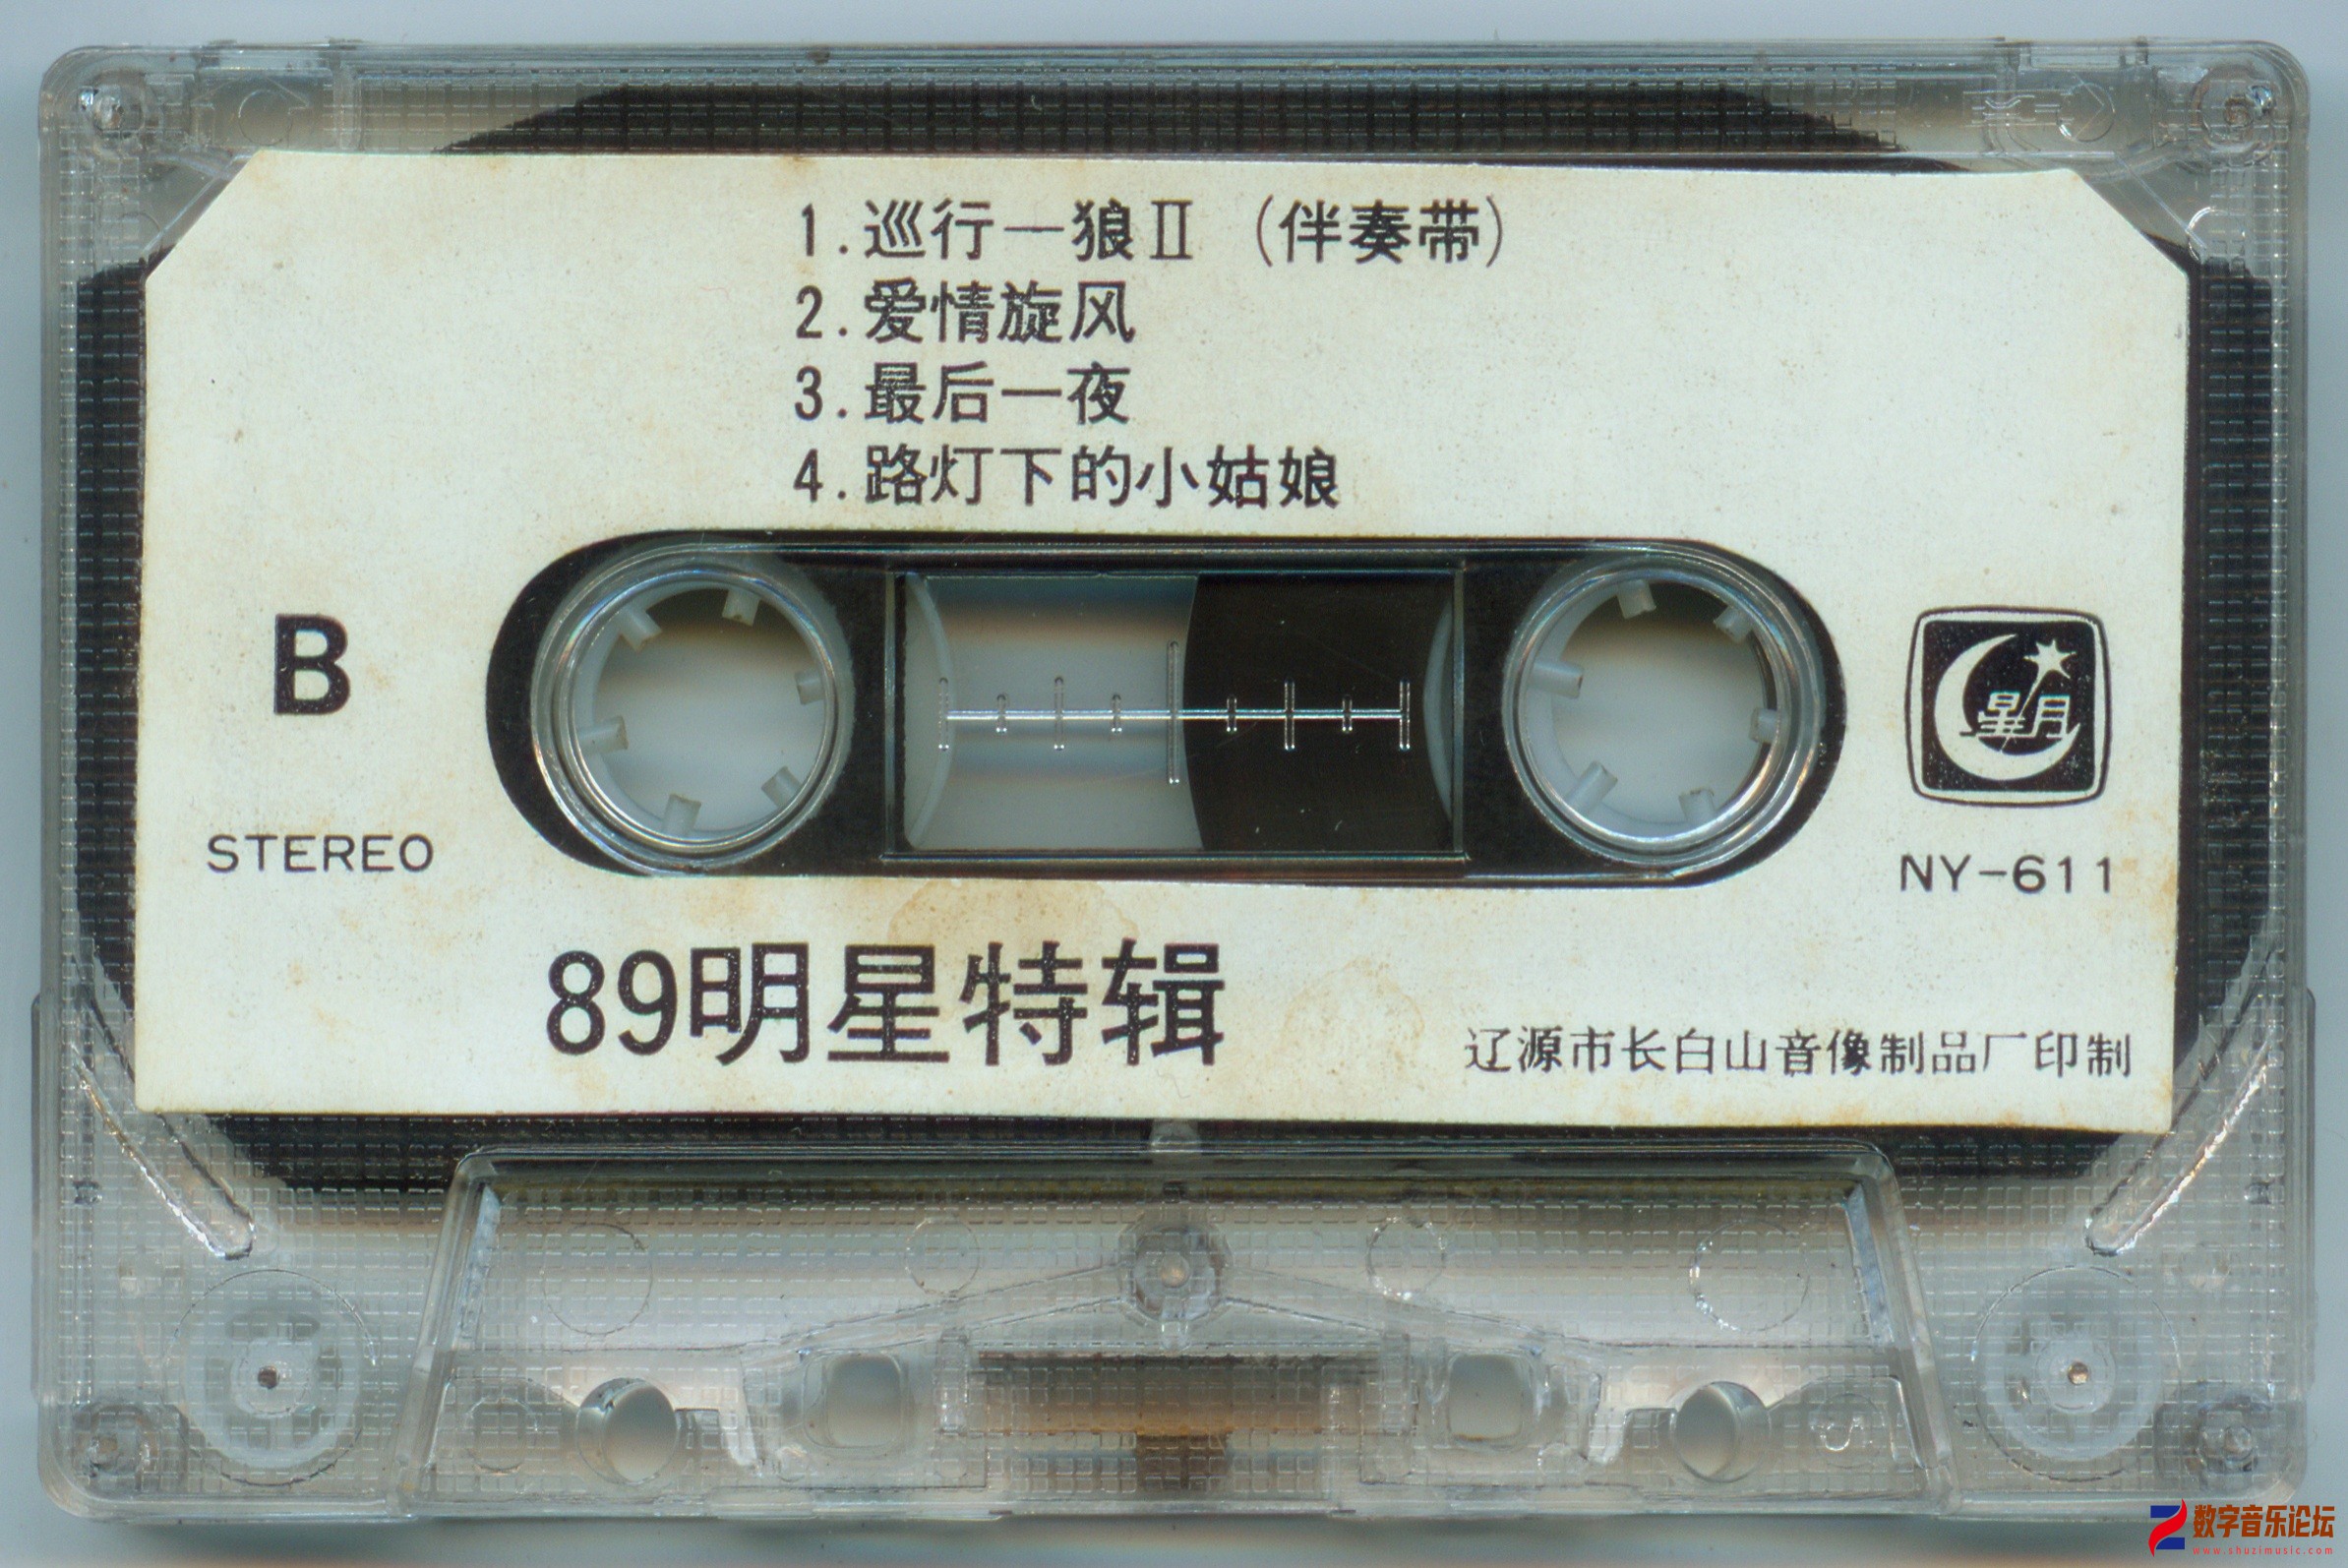 1.巡行一狼Ⅱ (伴奏带)
2.爱情旋风
3.最后一夜
4.路灯下的小姑娘
B
STEREO
星月
NY-611
89明星特辑
辽源市长白山音像制品厂印制
数字音乐论坛
www.shuzimusic.com